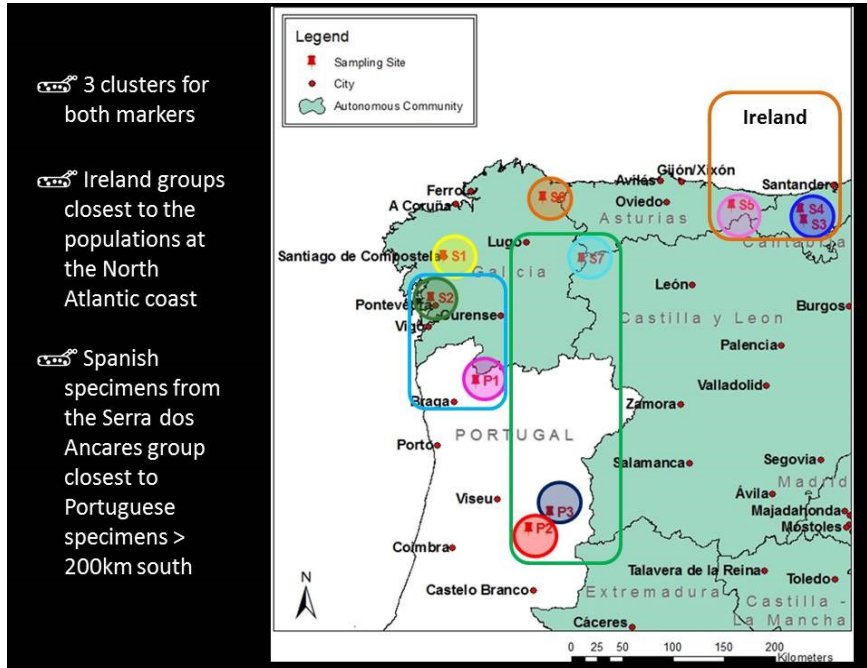 3 clusters for
both markers
Ireland groups
closest to the
populations at
the North
Atlantic coast
Spanish
specimens from
the Serra dos
Ancares group
closest to
Portuguese
specimens >
200km south
Legend
Sampling Site
City
Autonomous Community
Ireland
Ferrol
A Coruña
Avilés
Gijón/Xixón
Santander
S6
Oviedo
Asturias
S5
S4
S3
Cantabria
Lugo
Santiago de Compostela
S1
Galicia
S7
S2
Pontevedra
Ourense
Vigo
León
Burgos
Castilla y Leon
Palencia
P1
Braga
Valladolid
Zamora
PORTUGAL
Porto
Salamanca
Segovia
Madrid
Viseu
P3
Ávila
Majadahonda
P2
Móstoles
Coimbra
Talavera de la Reina
Toledo
Castelo Branco
Extremadura
Castilla -
La Mancha
Cáceres
N
0 25 50 100 150 200
Kilometers